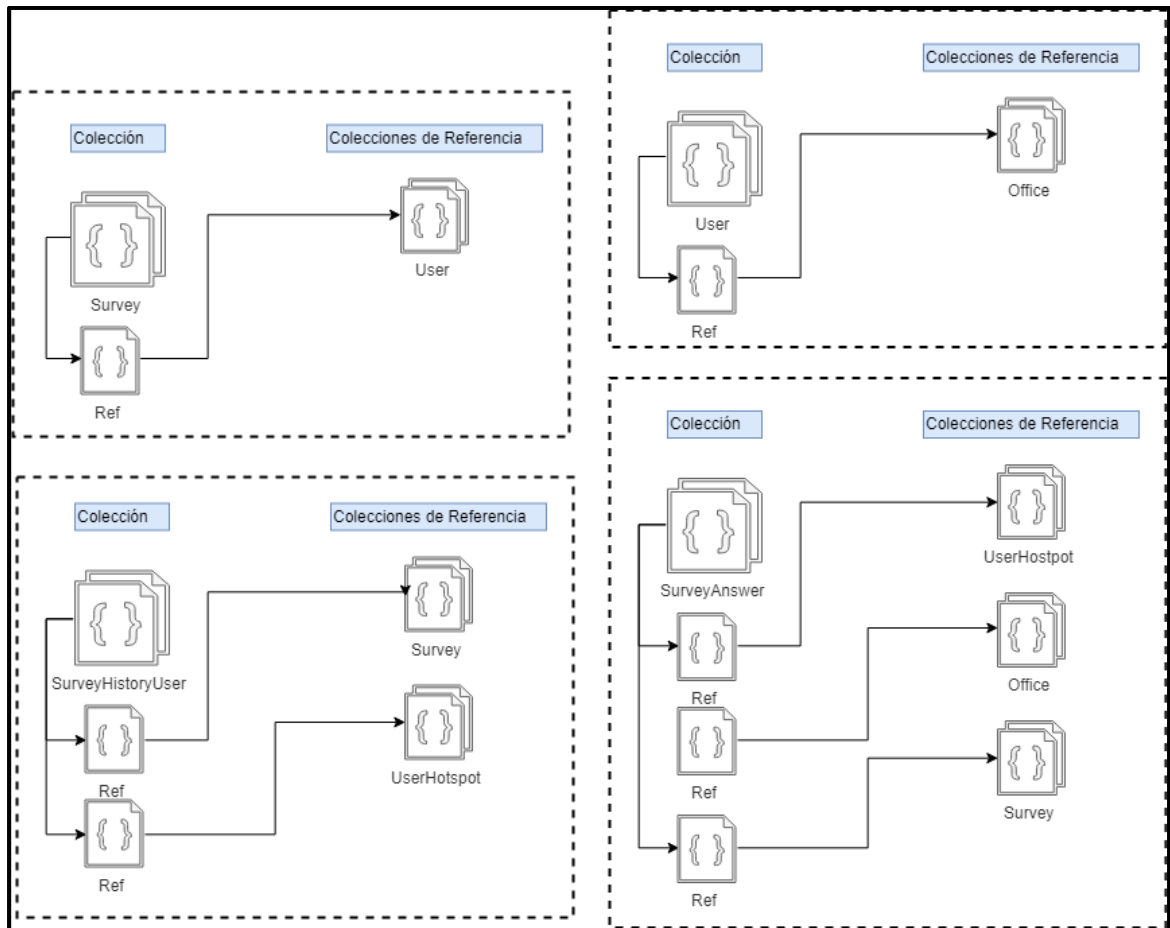 Colección
Colecciones de Referencia
Survey
User
Ref
Colección
Colecciones de Referencia
User
Office
Ref
Colección
Colecciones de Referencia
SurveyHistoryUser
Survey
Ref
UserHotspot
Ref
Colección
Colecciones de Referencia
SurveyAnswer
UserHostpot
Ref
Office
Ref
Survey
Ref